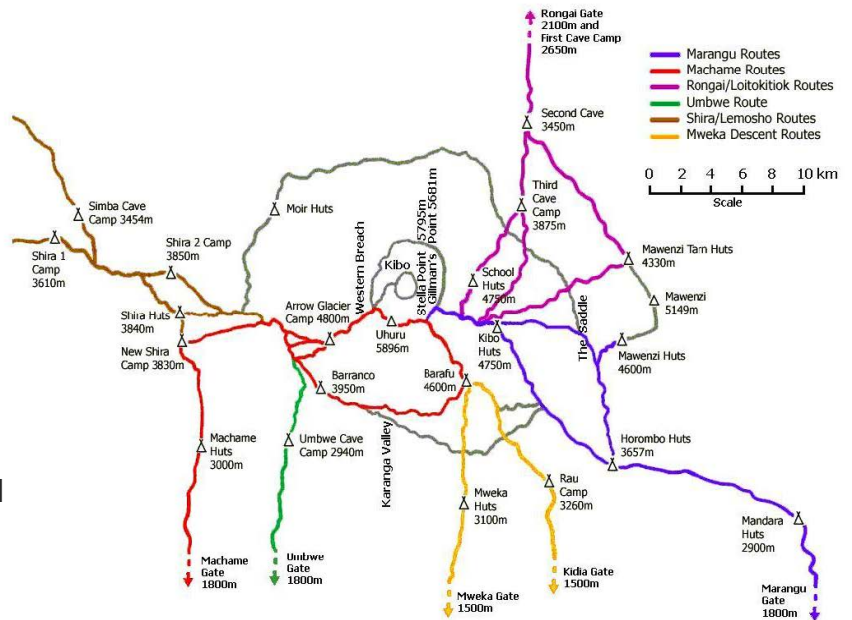 Rongai Gate
2100m and
First Cave Camp
2650m
Marangu Routes
Machame Routes
Rongai/Loitokitiok Routes
Umbwe Route
Shira/Lemosho Routes
Mweka Descent Routes
0 2 4 6 8 10 km
Scale
Second Cave
3450m
Third
Cave
Camp
3875m
Simba Cave
Camp 3454m
Moir Huts
Shira 1
Camp
3610m
Shira 2 Camp
3850m
Western Breach
Kibo
Stella Point 5795m
Gillman's Point 5681m
School
Huts
4750m
Mawenzi Tarn Huts
4330m
Mawenzi
5149m
Shira Huts
3840m
New Shira
Camp 3830m
Arrow Glacier
Camp 4800m
Uhuru
5896m
Kibo
Huts
4750m
The Saddle
Mawenzi Huts
4600m
Barranco
3950m
Barafu
4600m
Machame
Huts
3000m
Umbwe Cave
Camp 2940m
Karanga Valley
Horombo Huts
3657m
Mweka
Huts
3100m
Rau
Camp
3260m
Mandara
Huts
2900m
Machame
Gate
1800m
Umbwe
Gate
1800m
Mweka Gate
1500m
Kidia Gate
1500m
Marangu
Gate
1800m